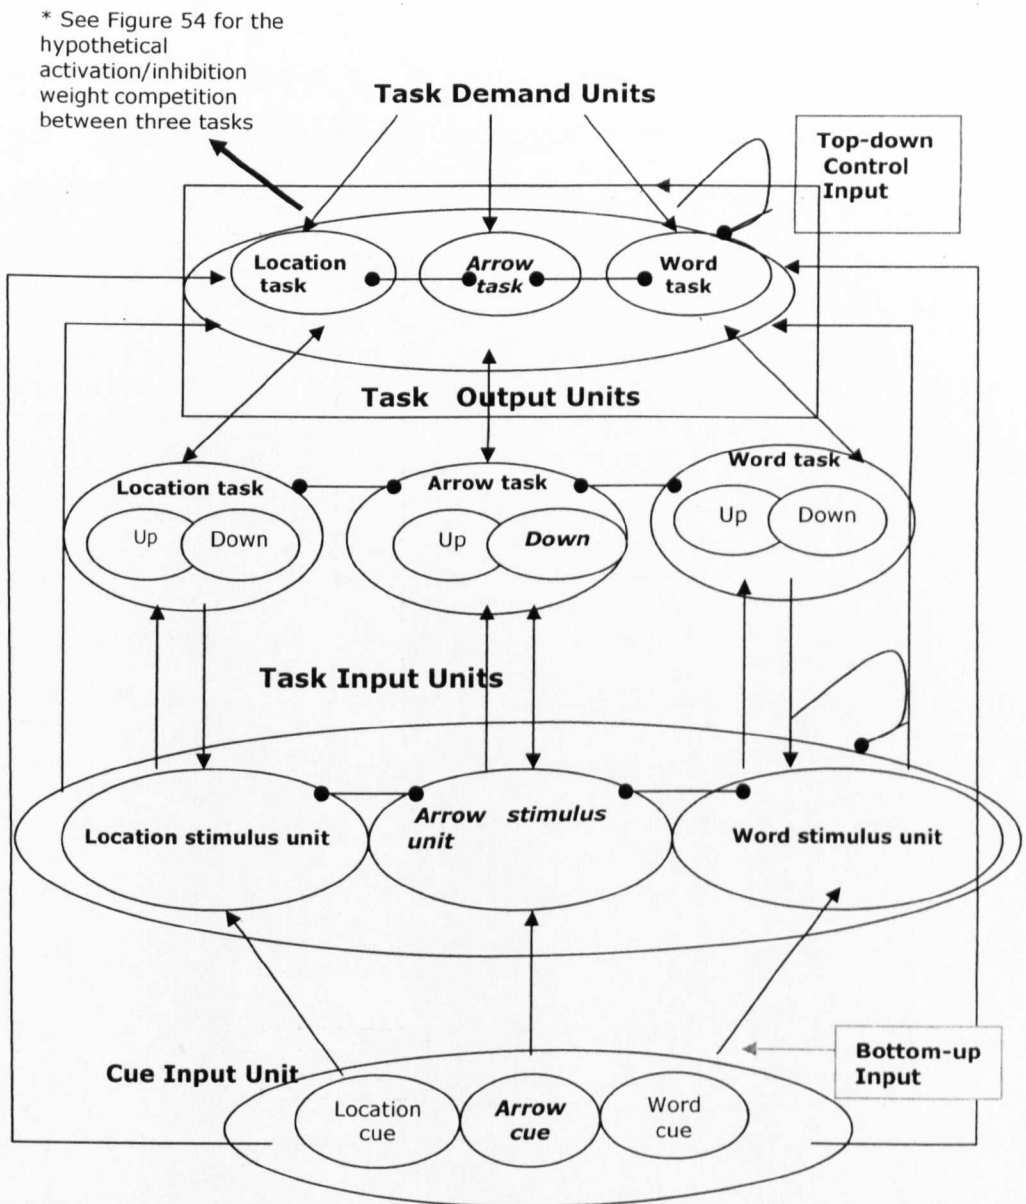 * See Figure 54 for the
hypothetical
activation/inhibition
weight competition
between three tasks
Task Demand Units
Top-down
Control
Input
Location
task
Arrow
task
Word
task
Task Output Units
Location task
Up
Down
Arrow task
Up
Down
Word task
Up
Down
Task Input Units
Location stimulus unit
Arrow stimulus
unit
Word stimulus unit
Cue Input Unit
Location
cue
Arrow
cue
Word
cue
Bottom-up
Input